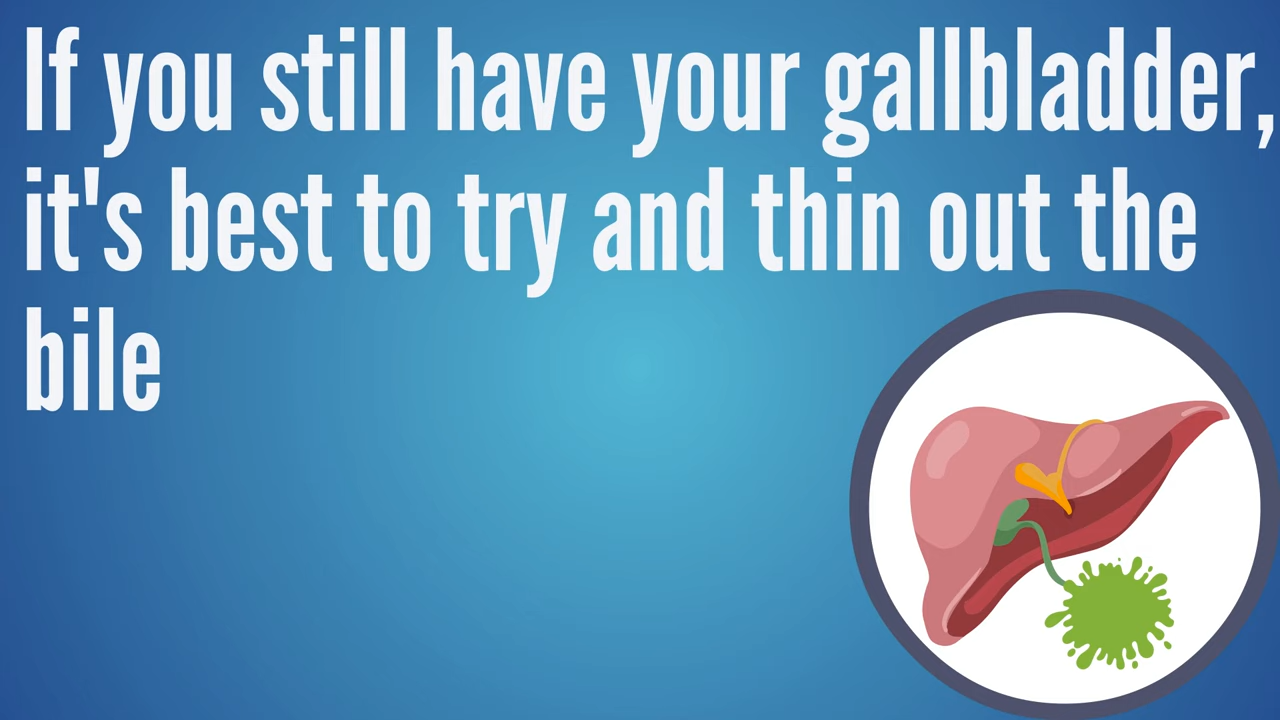 If you still have your gallbladder,
it's best to try and thin out the
bile